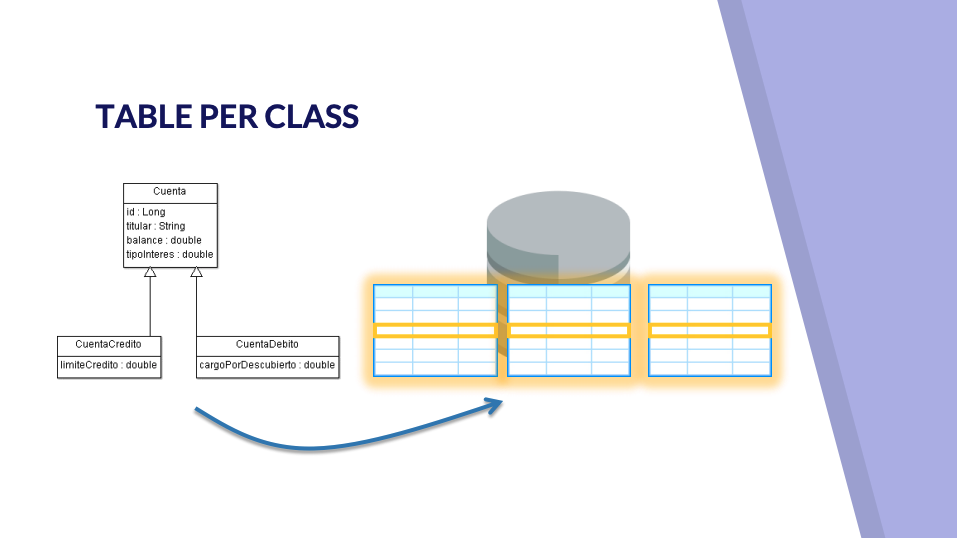 TABLE PER CLASS
Cuenta
id : Long
titular : String
balance : double
tipoInteres : double
CuentaCredito
limiteCredito : double
CuentaDebito
cargoPorDescubierto : double